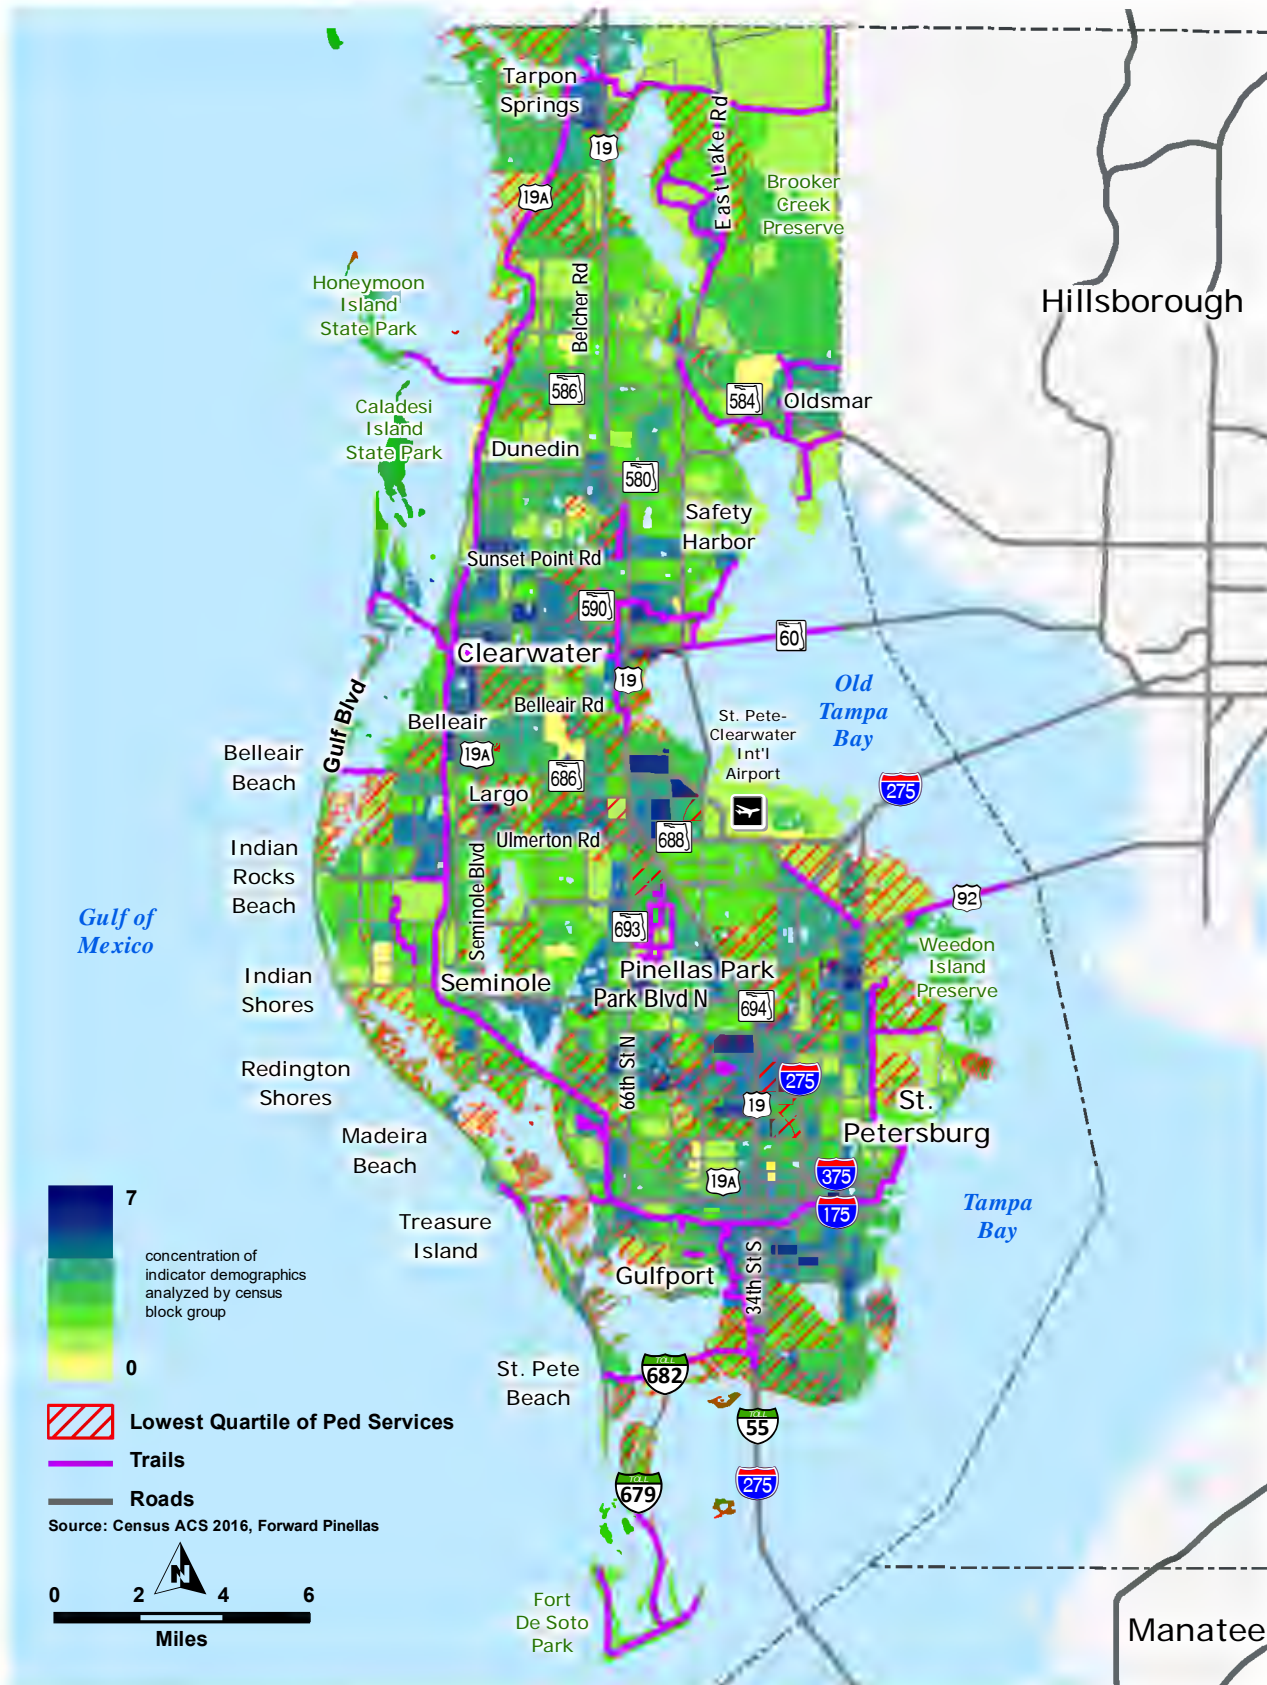 Tarpon
Springs
19
19A
East Lake Rd
Brooker
Creek
Preserve
Honeymoon
Island
State Park
Belcher Rd
Hillsborough
586
584
Oldsmar
Caladesi
Island
State Park
Dunedin
580
Safety
Harbor
Sunset Point Rd
590
60
Clearwater
19
Old
Tampa
Bay
Gulf Blvd
Belleair Rd
Belleair
19A
St. Pete-
Clearwater
Int'l
Airport
Belleair
Beach
686
275
Largo
688
Ulmerton Rd
Indian
Rocks
Beach
Seminole Blvd
92
Gulf of
Mexico
693
Weedon
Island
Preserve
Indian
Shores
Seminole
Pinellas Park
Park Blvd N
694
Redington
Shores
66th St N
275
19
St.
Petersburg
Madeira
Beach
19A
375
175
7
concentration of
indicator demographics
analyzed by census
block group
0
Treasure
Island
Tampa
Bay
Gulfport
34th St S
St. Pete
Beach
TOLL
682
TOLL
55
Lowest Quartile of Ped Services
Trails
Roads
TOLL
679
275
Source: Census ACS 2016, Forward Pinellas
N
0 2 4 6
Miles
Fort
De Soto
Park
Manatee